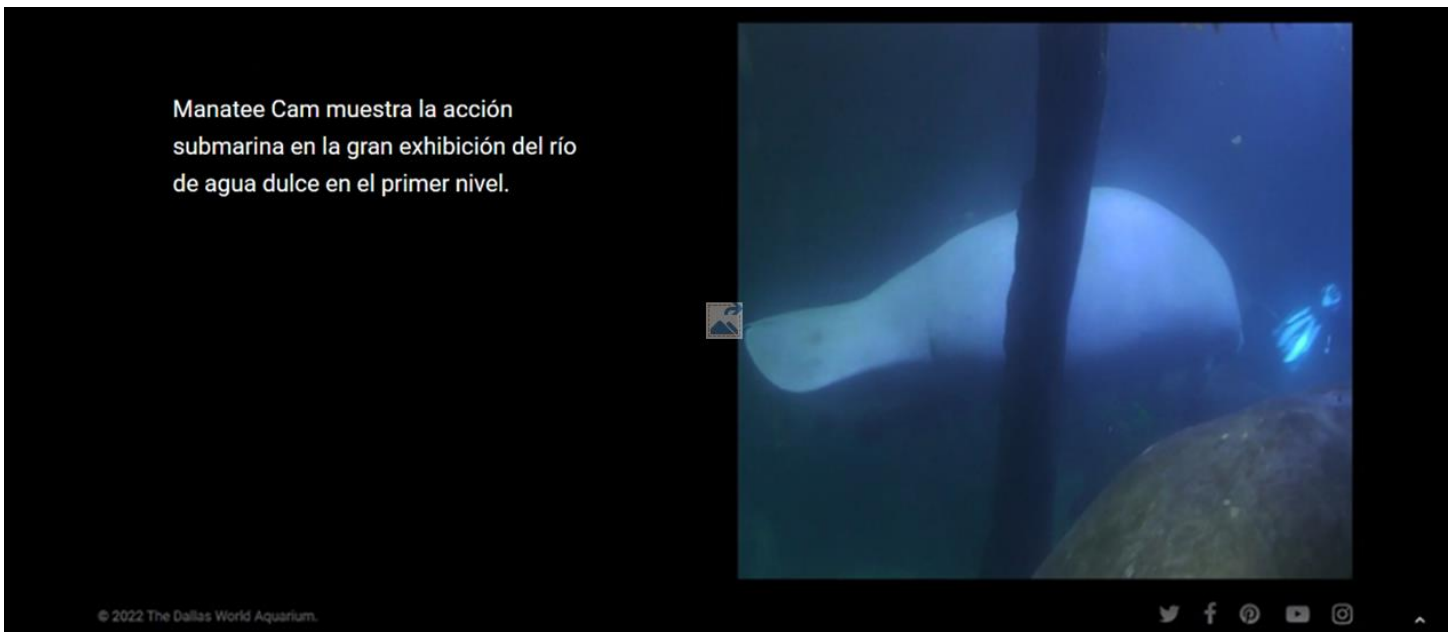 Manatee Cam muestra la acción
submarina en la gran exhibición del río
de agua dulce en el primer nivel.
© 2022 The Dallas World Aquarium.